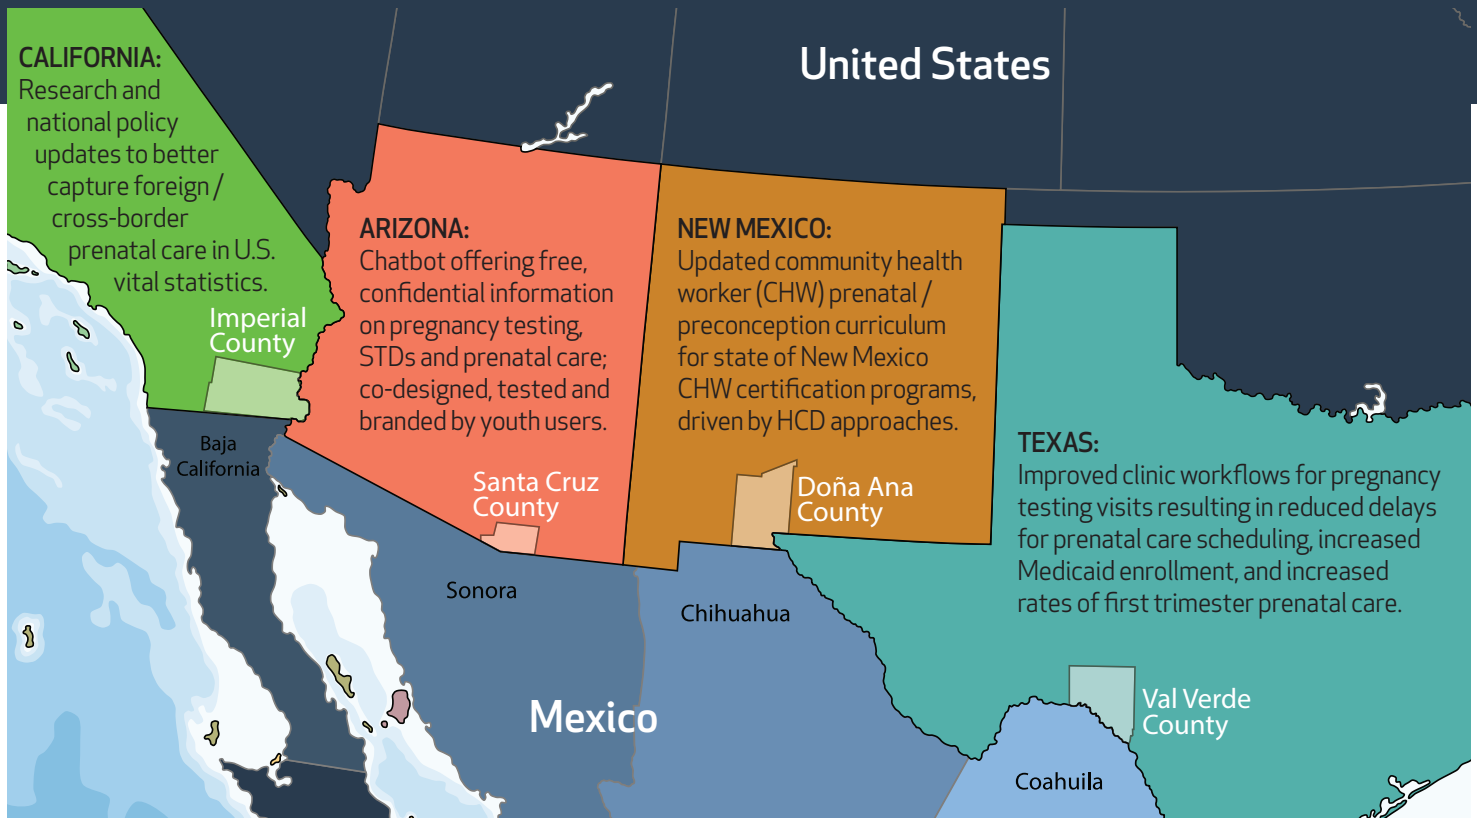 United States
CALIFORNIA:
Research and
national policy
updates to better
capture foreign /
cross-border
prenatal care in U.S.
vital statistics.
Imperial
County
ARIZONA:
Chatbot offering free,
confidential information
on pregnancy testing,
STDs and prenatal care;
co-designed, tested and
branded by youth users.
Santa Cruz
County
NEW MEXICO:
Updated community health
worker (CHW) prenatal /
preconception curriculum
for state of New Mexico
CHW certification programs,
driven by HCD approaches.
Doña Ana
County
TEXAS:
Improved clinic workflows for pregnancy
testing visits resulting in reduced delays
for prenatal care scheduling, increased
Medicaid enrollment, and increased
rates of first trimester prenatal care.
Val Verde
County
Baja
California
Sonora
Chihuahua
Mexico
Coahuila